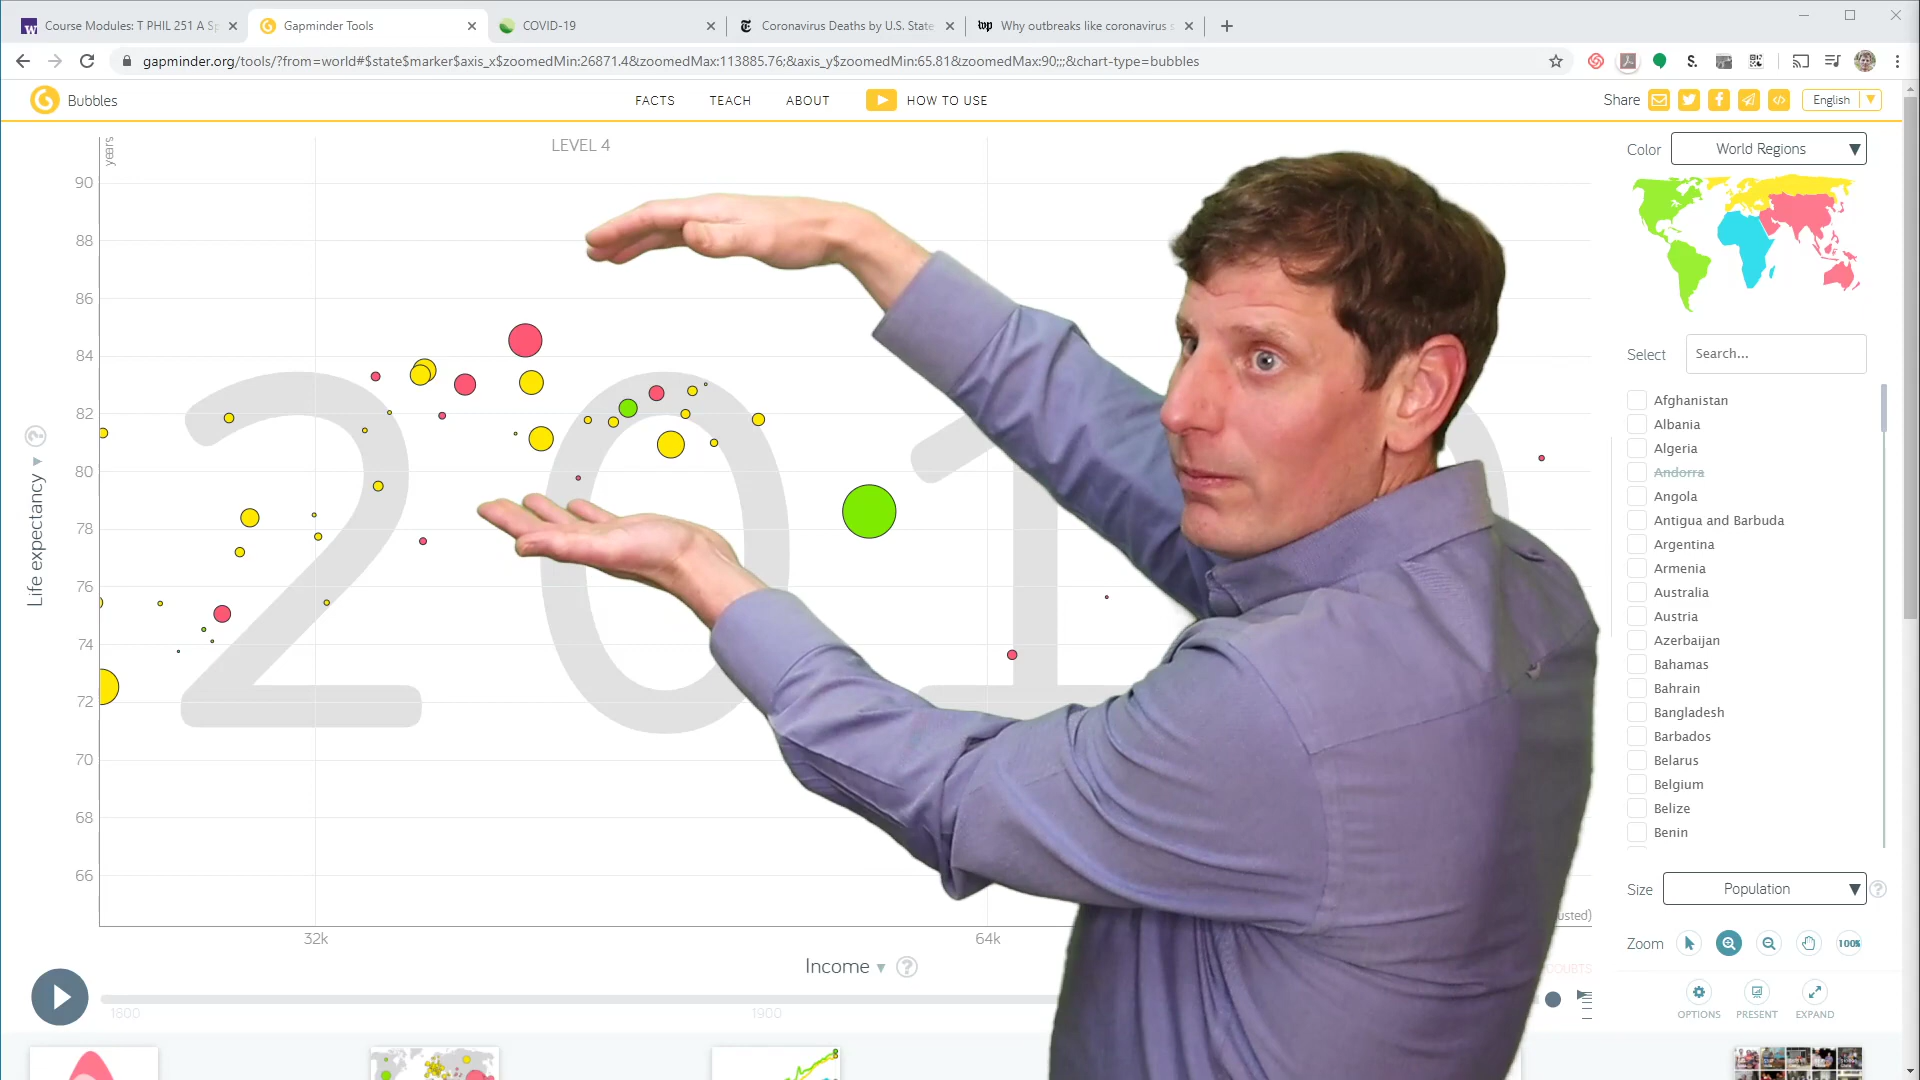 Course Modules: T PHIL 251 A Sp
Gapminder Tools
COVID-19
Coronavirus Deaths by U.S. State
Why outbreaks like coronavirus s
gapminder.org/tools/?from=world#$state$marker$axis_x$zoomedMin:26871.4&zoomedMax:113885.76;&axis_y$zoomedMin:65.81&zoomedMax:90;;;&chart-type=bubbles
Bubbles
FACTS
TEACH
ABOUT
HOW TO USE
Share
English
years
LEVEL 4
90
88
86
84
82
80
78
76
74
72
70
68
66
Life expectancy
201
32k
64k
usted)
Income
?
DOUBTS
1800
1900
Color
World Regions
Select
Search...
Afghanistan
Albania
Algeria
Andorra
Angola
Antigua and Barbuda
Argentina
Armenia
Australia
Austria
Azerbaijan
Bahamas
Bahrain
Bangladesh
Barbados
Belarus
Belgium
Belize
Benin
Size
Population
?
Zoom
100%
OPTIONS
PRESENT
EXPAND